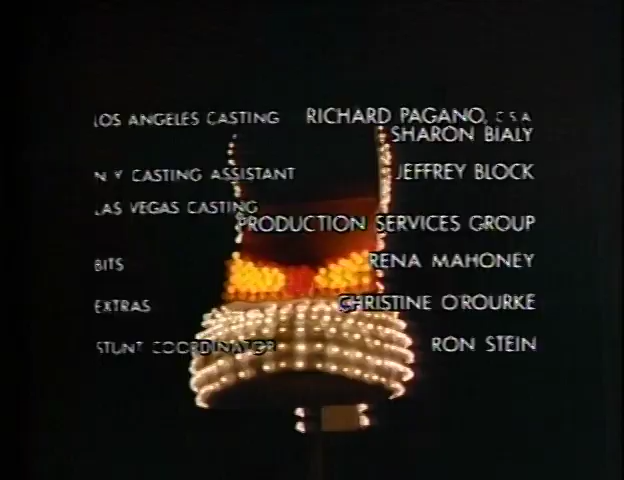 LOS ANGELES CASTING RICHARD PAGANO, C S A
SHARON BIALY
N Y CASTING ASSISTANT JEFFREY BLOCK
LAS VEGAS CASTING
PRODUCTION SERVICES GROUP
BITS RENA MAHONEY
EXTRAS CHRISTINE O'ROURKE
STUNT COORDINATOR RON STEIN